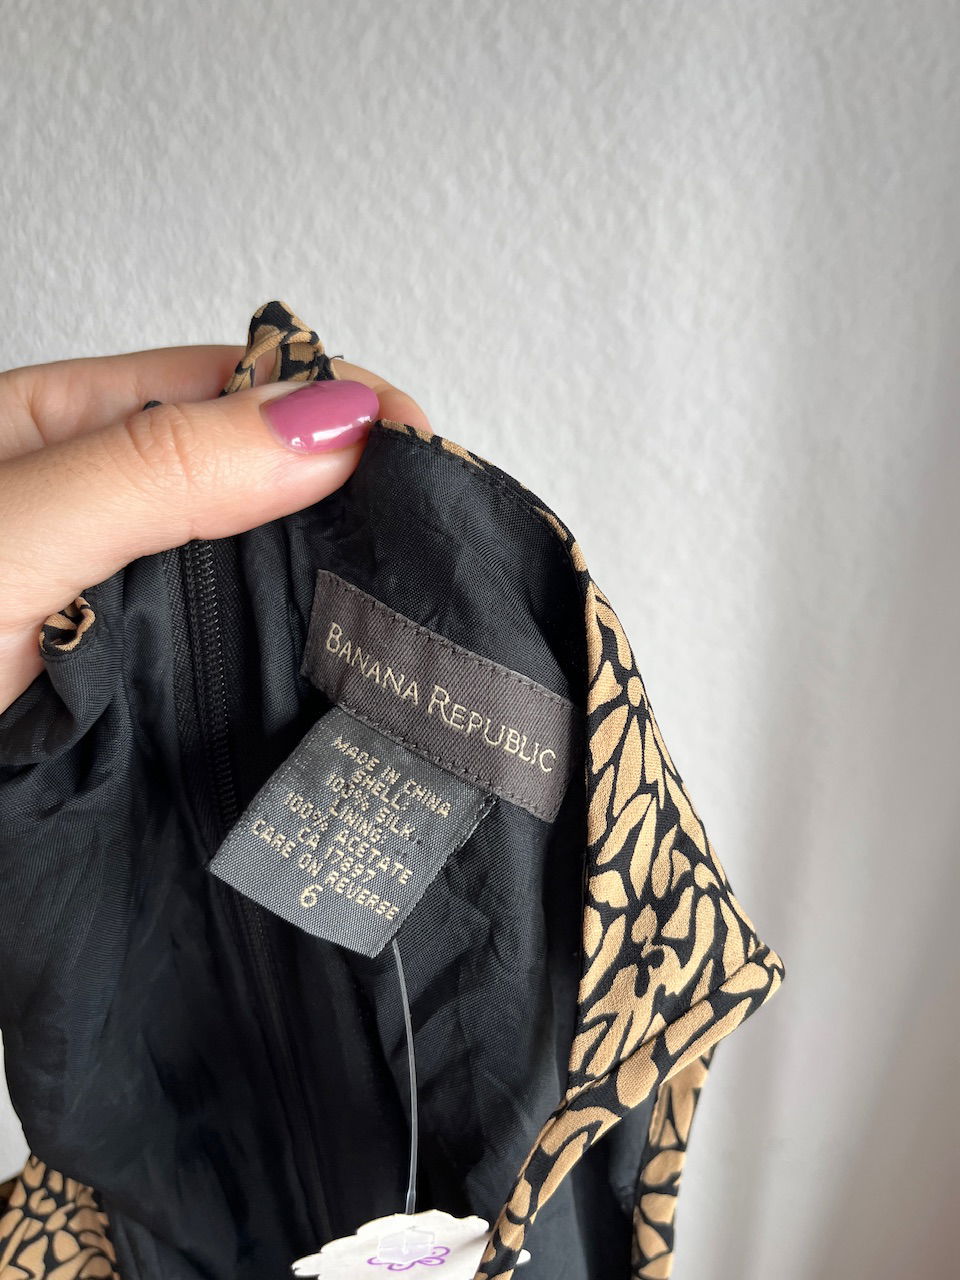 BANANA REPUBLIC
MADE IN CHINA
SHELL:
100% SILK.
LINING:
100% ACETATE
CA 17897
CARE ON REVERSE
6